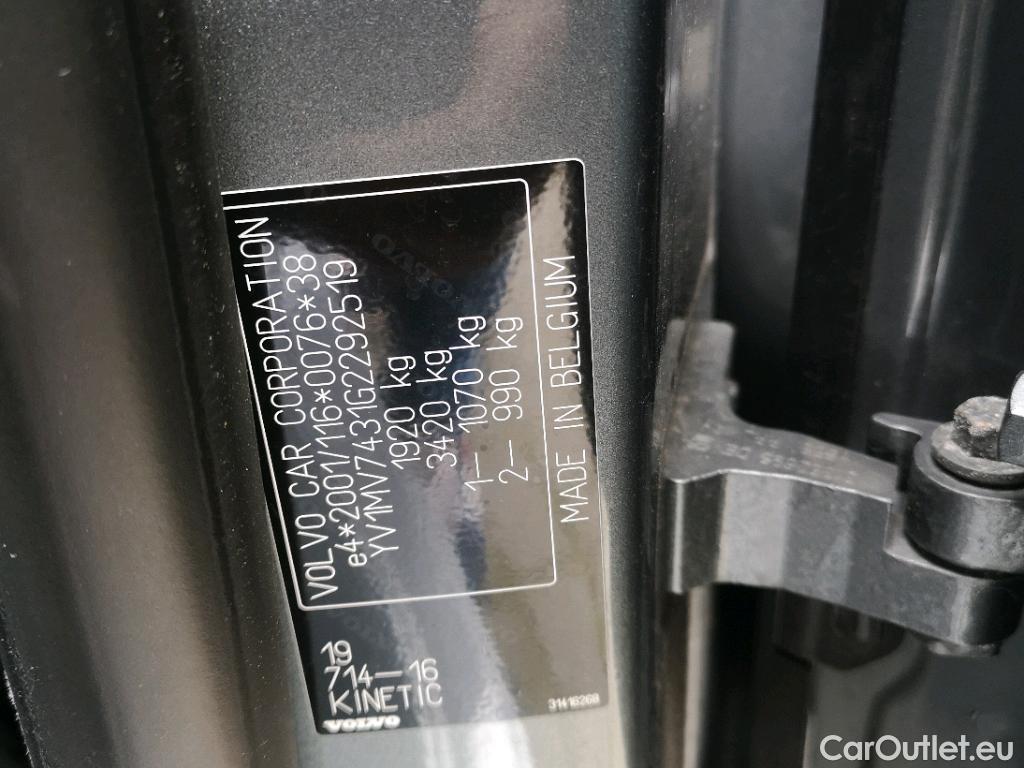 VOLVO CAR CORPORATION
e4*2001/116*0076*38
YV1MV7431G2292519
1920 kg
3420 kg
1– 1070 kg
2– 990 kg
MADE IN BELGIUM
19
714–16
KINETIC
VOLVO
31416268
CarOutlet.eu